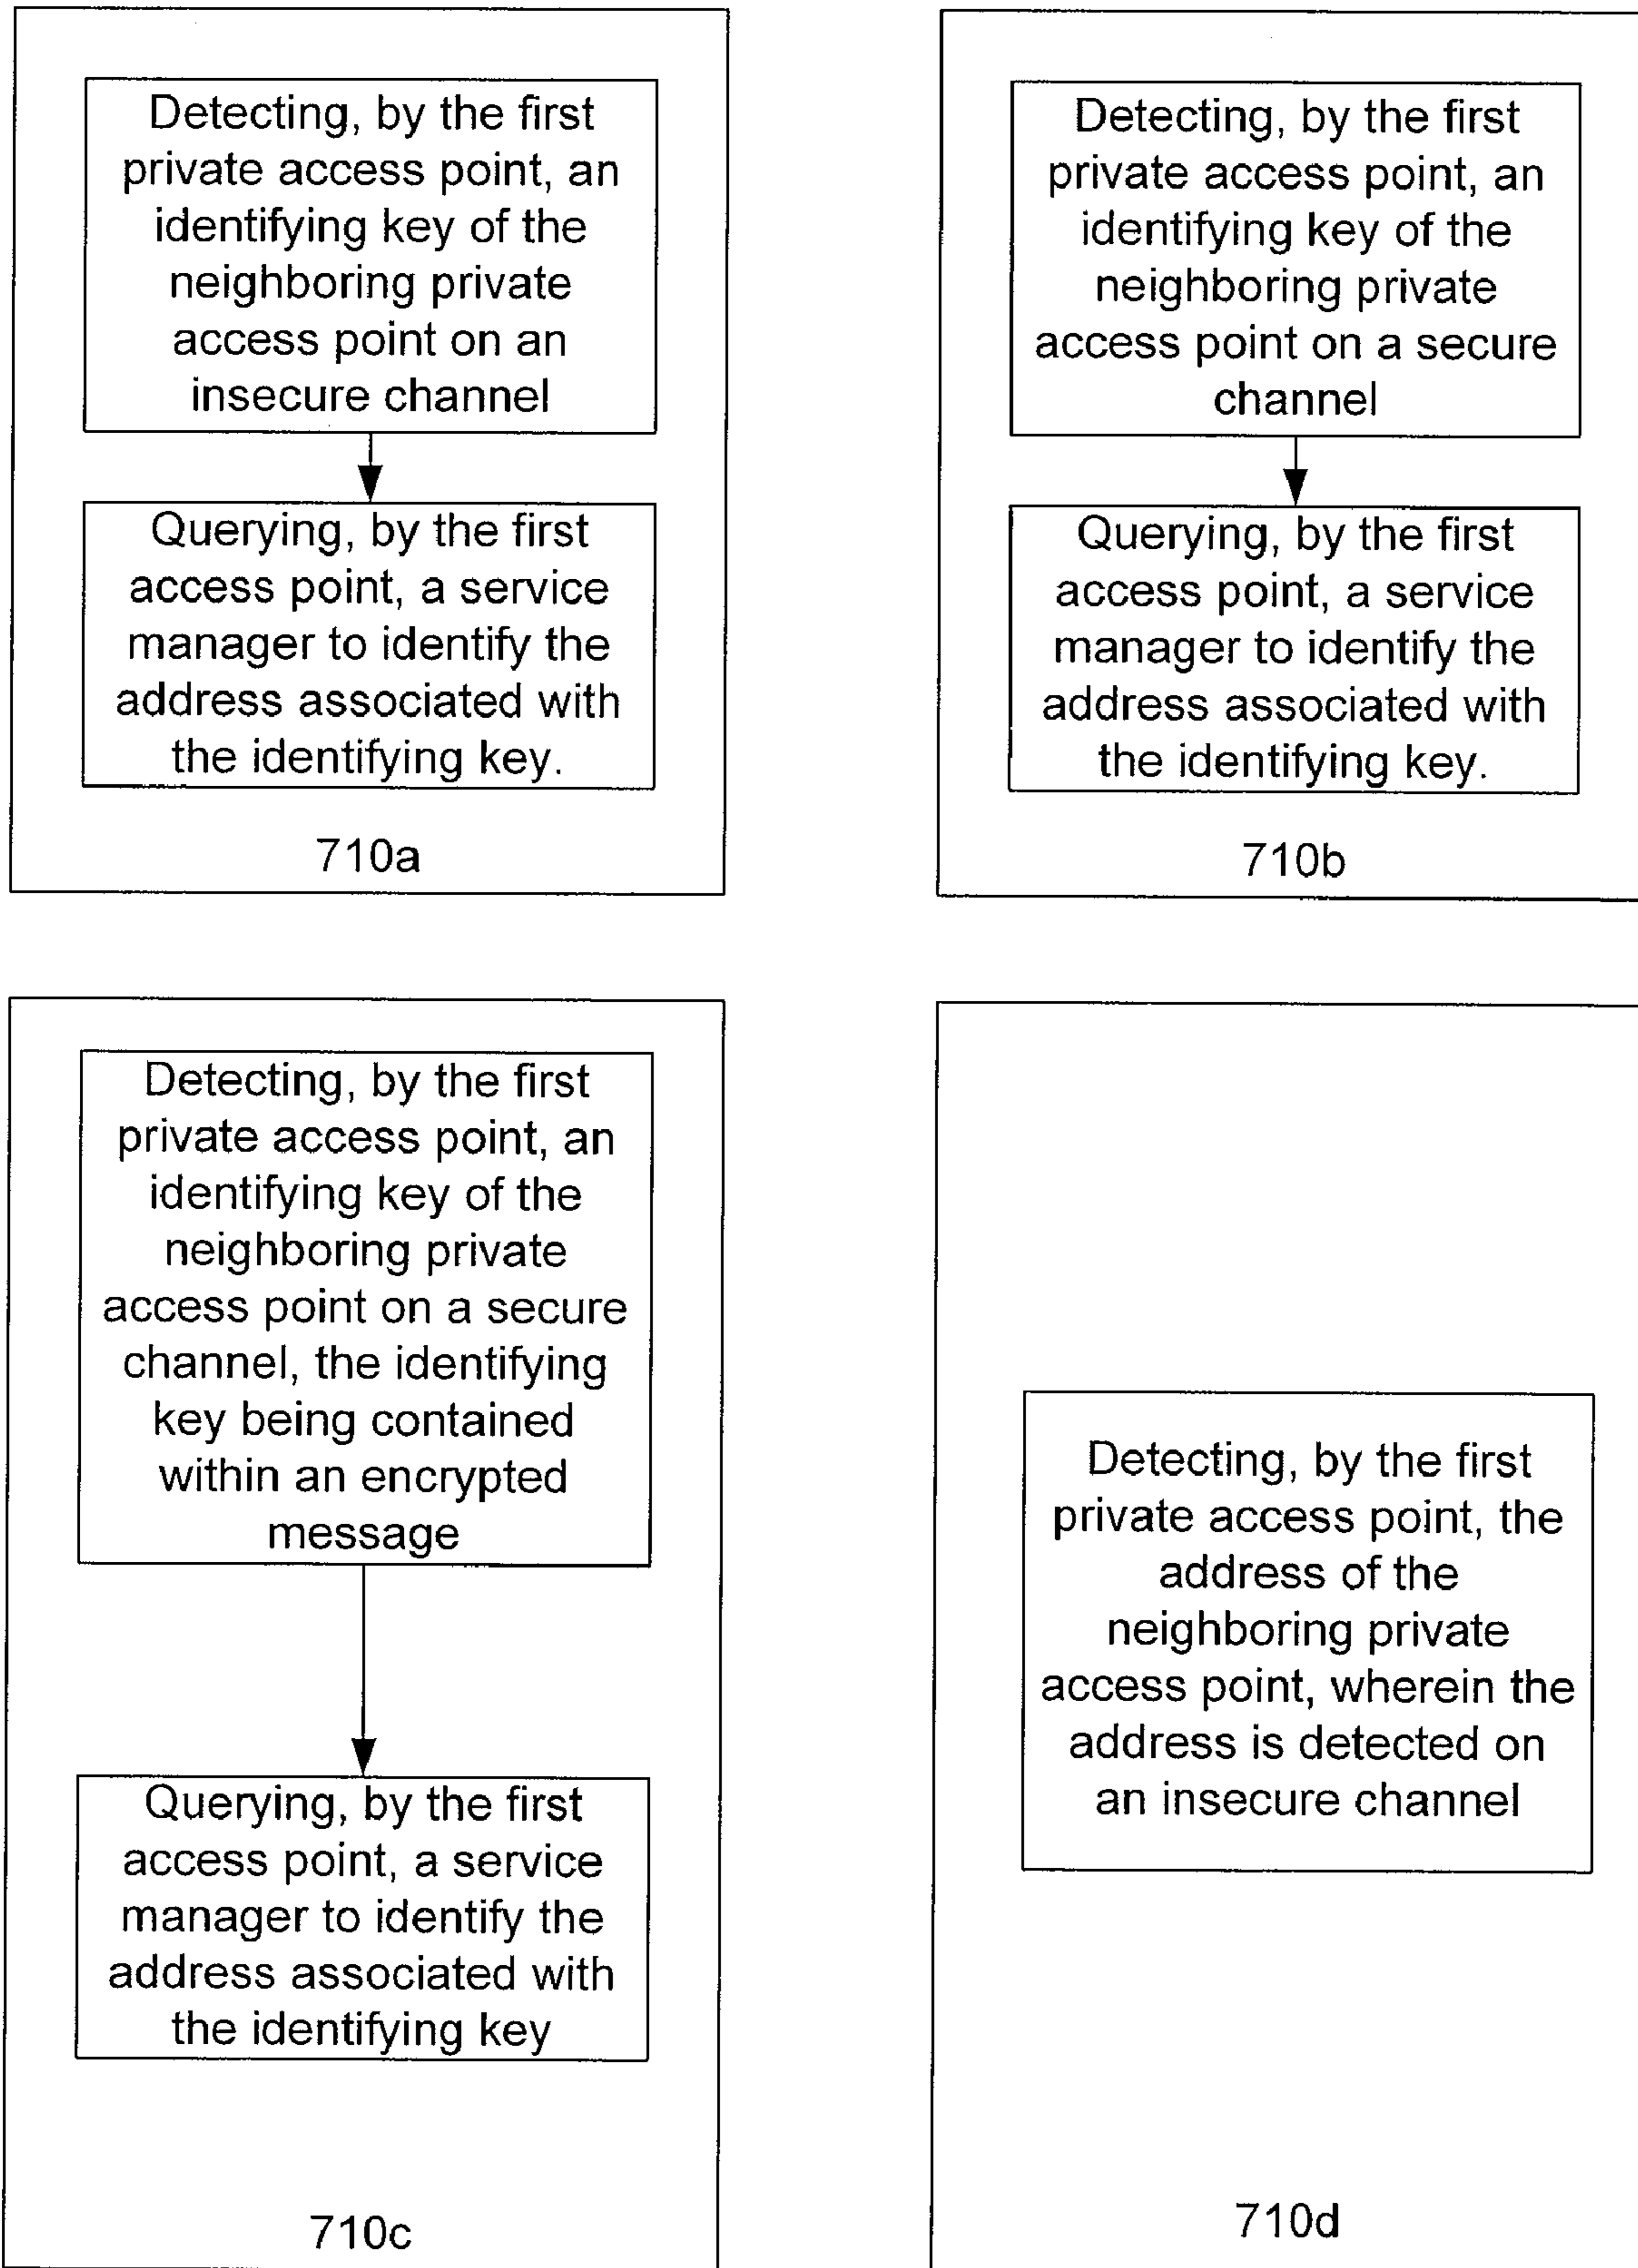 Detecting, by the first
private access point, an
identifying key of the
neighboring private
access point on an
insecure channel
Querying, by the first
access point, a service
manager to identify the
address associated with
the identifying key.
710a
Detecting, by the first
private access point, an
identifying key of the
neighboring private
access point on a secure
channel
Querying, by the first
access point, a service
manager to identify the
address associated with
the identifying key.
710b
Detecting, by the first
private access point, an
identifying key of the
neighboring private
access point on a secure
channel, the identifying
key being contained
within an encrypted
message
Querying, by the first
access point, a service
manager to identify the
address associated with
the identifying key
710c
Detecting, by the first
private access point, the
address of the
neighboring private
access point, wherein the
address is detected on
an insecure channel
710d